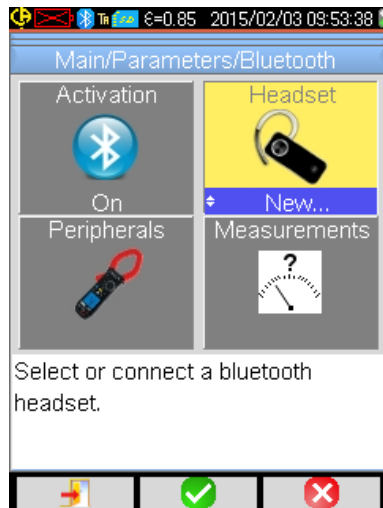 ε=0.85 2015/02/03 09:53:38
Main/Parameters/Bluetooth
Activation
On
Headset
New...
Peripherals
Measurements
?
Select or connect a bluetooth
headset.